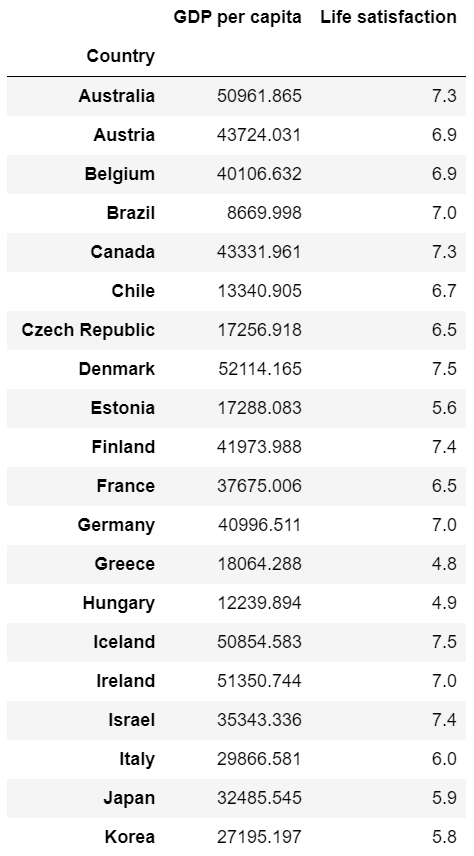 GDP per capita Life satisfaction
Country
Australia 50961.865 7.3
Austria 43724.031 6.9
Belgium 40106.632 6.9
Brazil 8669.998 7.0
Canada 43331.961 7.3
Chile 13340.905 6.7
Czech Republic 17256.918 6.5
Denmark 52114.165 7.5
Estonia 17288.083 5.6
Finland 41973.988 7.4
France 37675.006 6.5
Germany 40996.511 7.0
Greece 18064.288 4.8
Hungary 12239.894 4.9
Iceland 50854.583 7.5
Ireland 51350.744 7.0
Israel 35343.336 7.4
Italy 29866.581 6.0
Japan 32485.545 5.9
Korea 27195.197 5.8